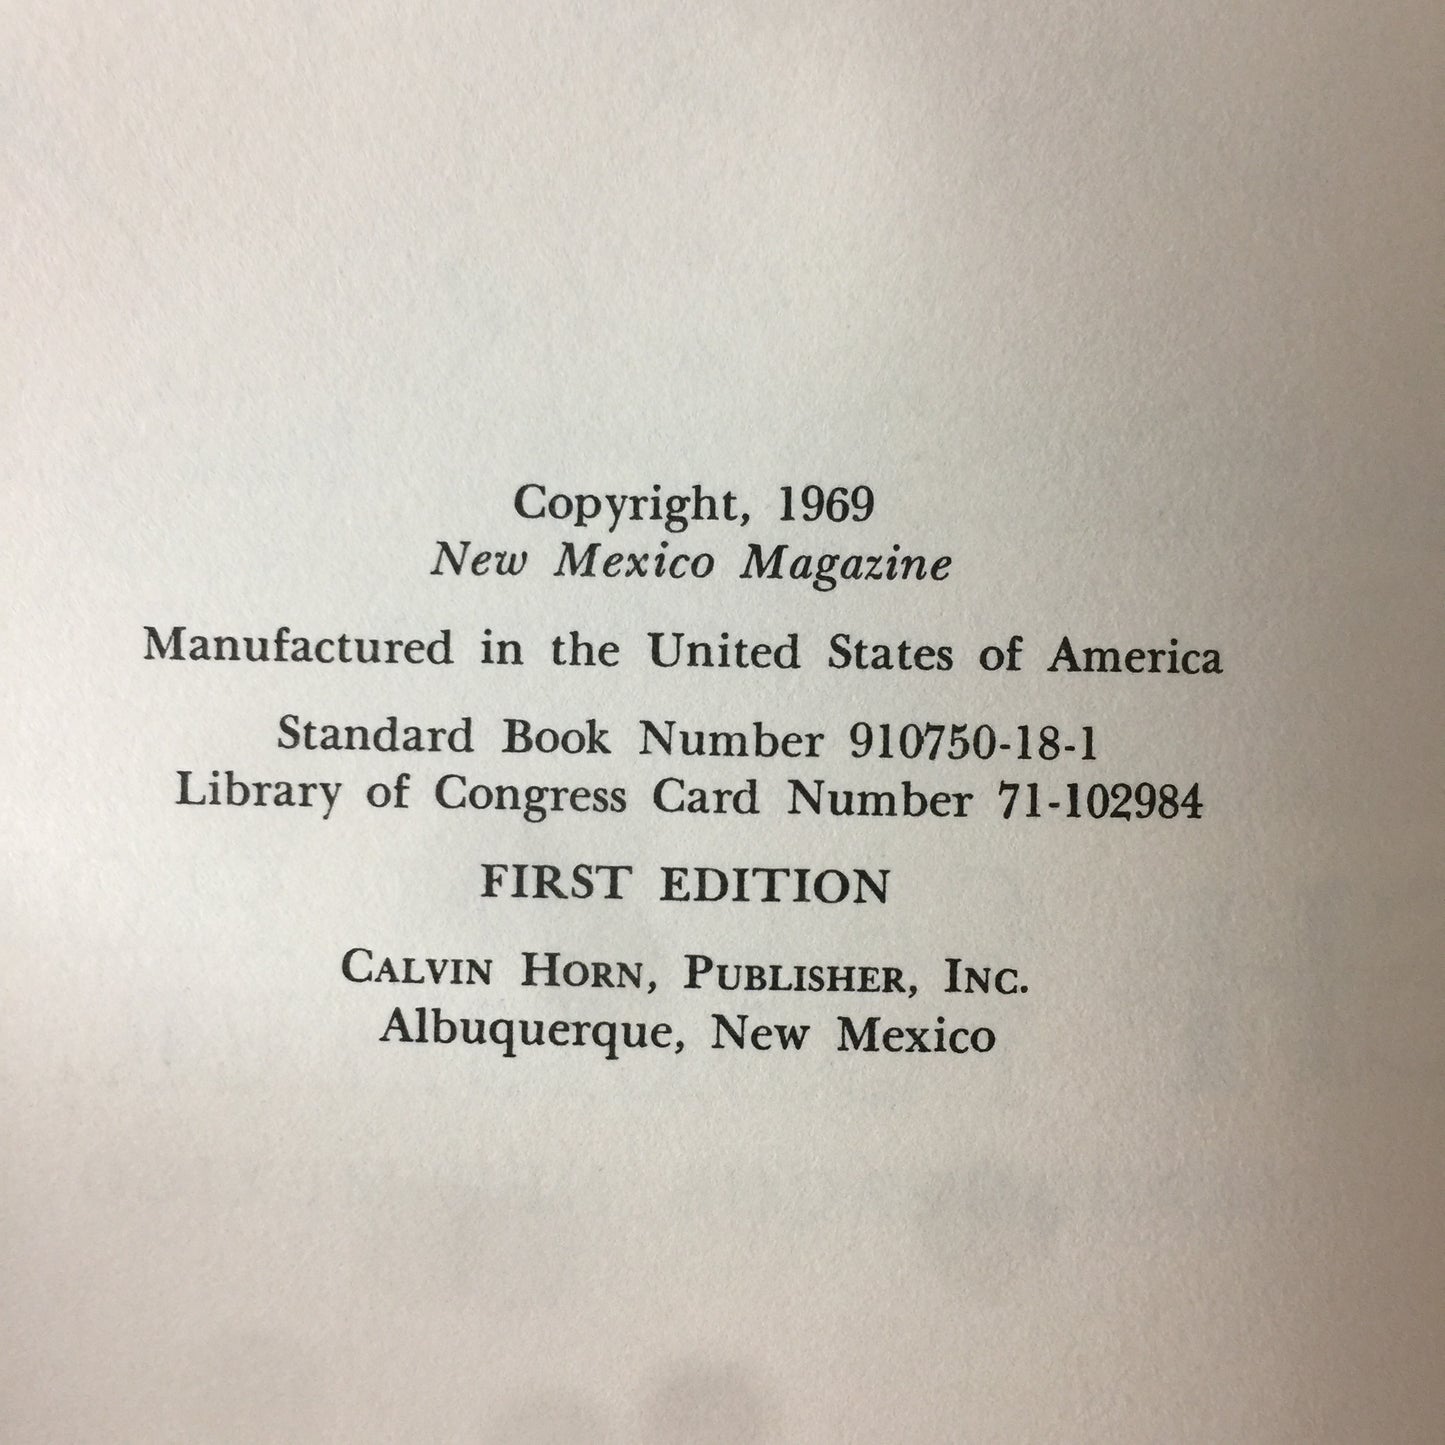 Copyright, 1969
New Mexico Magazine
Manufactured in the United States of America
Standard Book Number 910750-18-1
Library of Congress Card Number 71-102984
FIRST EDITION
CALVIN HORN, PUBLISHER, INC.
Albuquerque, New Mexico